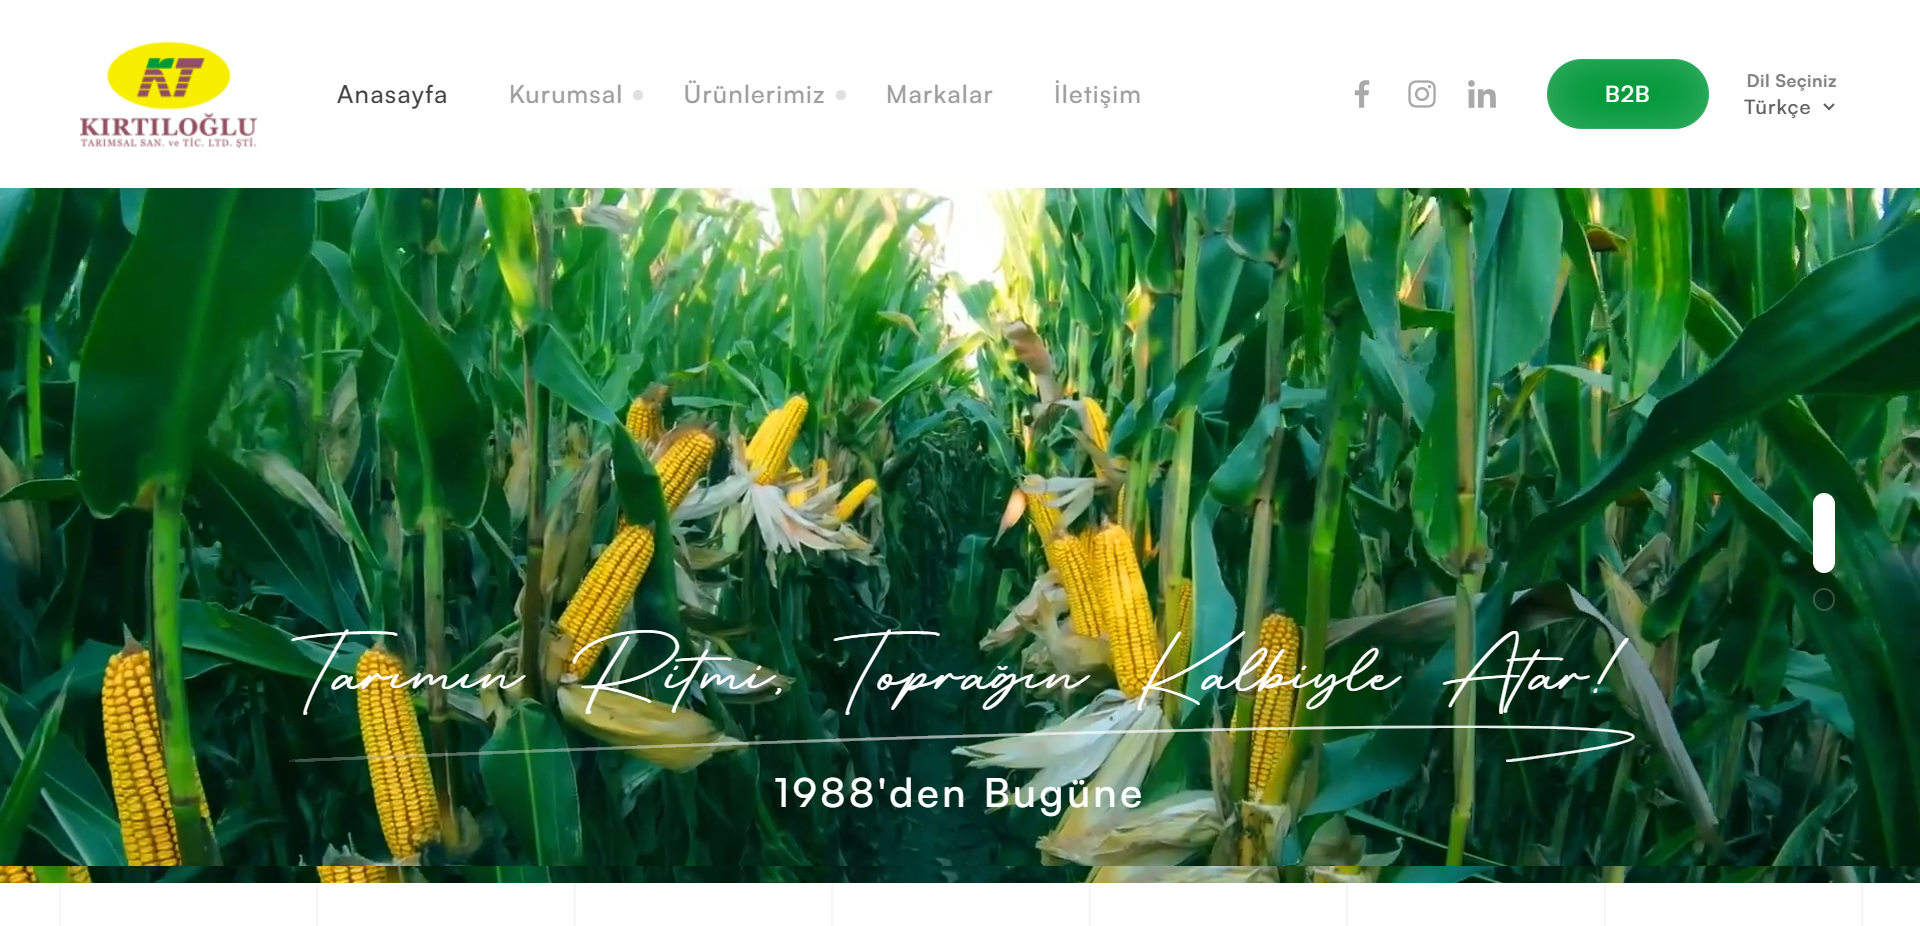 KT
KIRTILOĞLU
TARIMSAL SAN. ve TİC. LTD. ŞTİ.
Anasayfa
Kurumsal
Ürünlerimiz
Markalar
İletişim
B2B
Dil Seçiniz
Türkçe
Tarımın Ritmi, Toprağın Kalbiyle Atar!
1988'den Bugüne